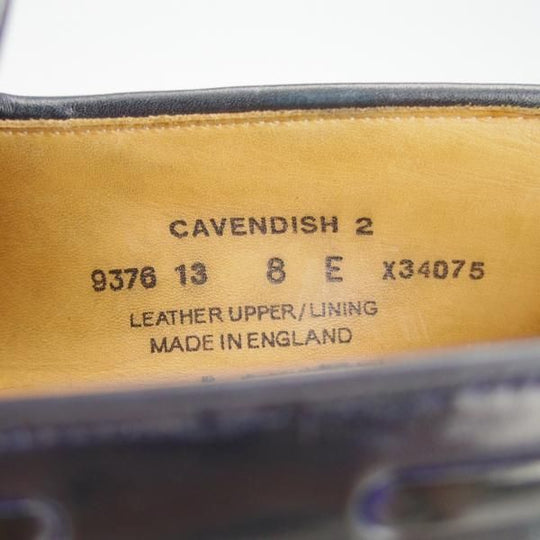 CAVENDISH 2
9376 13 8 E X34075
LEATHER UPPER/LINING
MADE IN ENGLAND